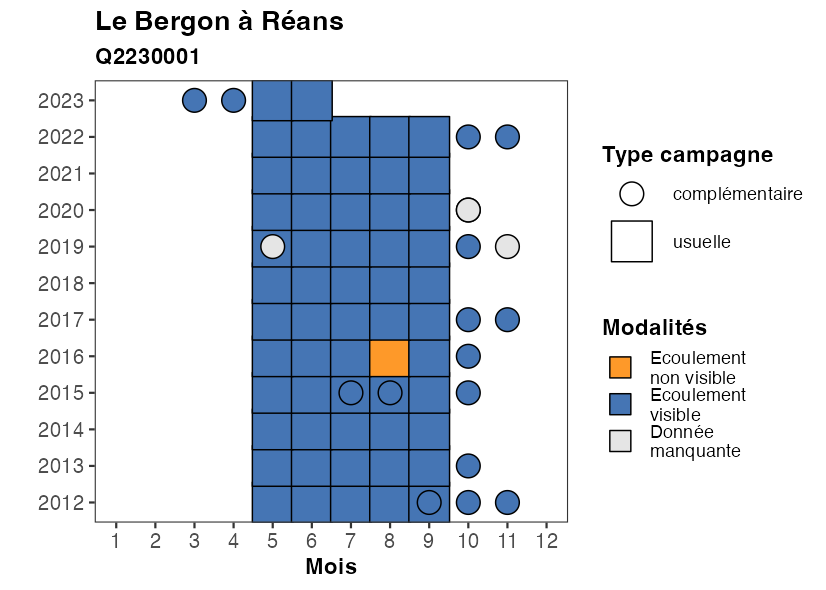 Le Bergon à Réans
Q2230001
2023
2022
2021
2020
2019
2018
2017
2016
2015
2014
2013
2012
1 2 3 4 5 6 7 8 9 10 11 12
Mois
Type campagne
complémentaire
usuelle
Modalités
Ecoulement
non visible
Ecoulement
visible
Donnée
manquante